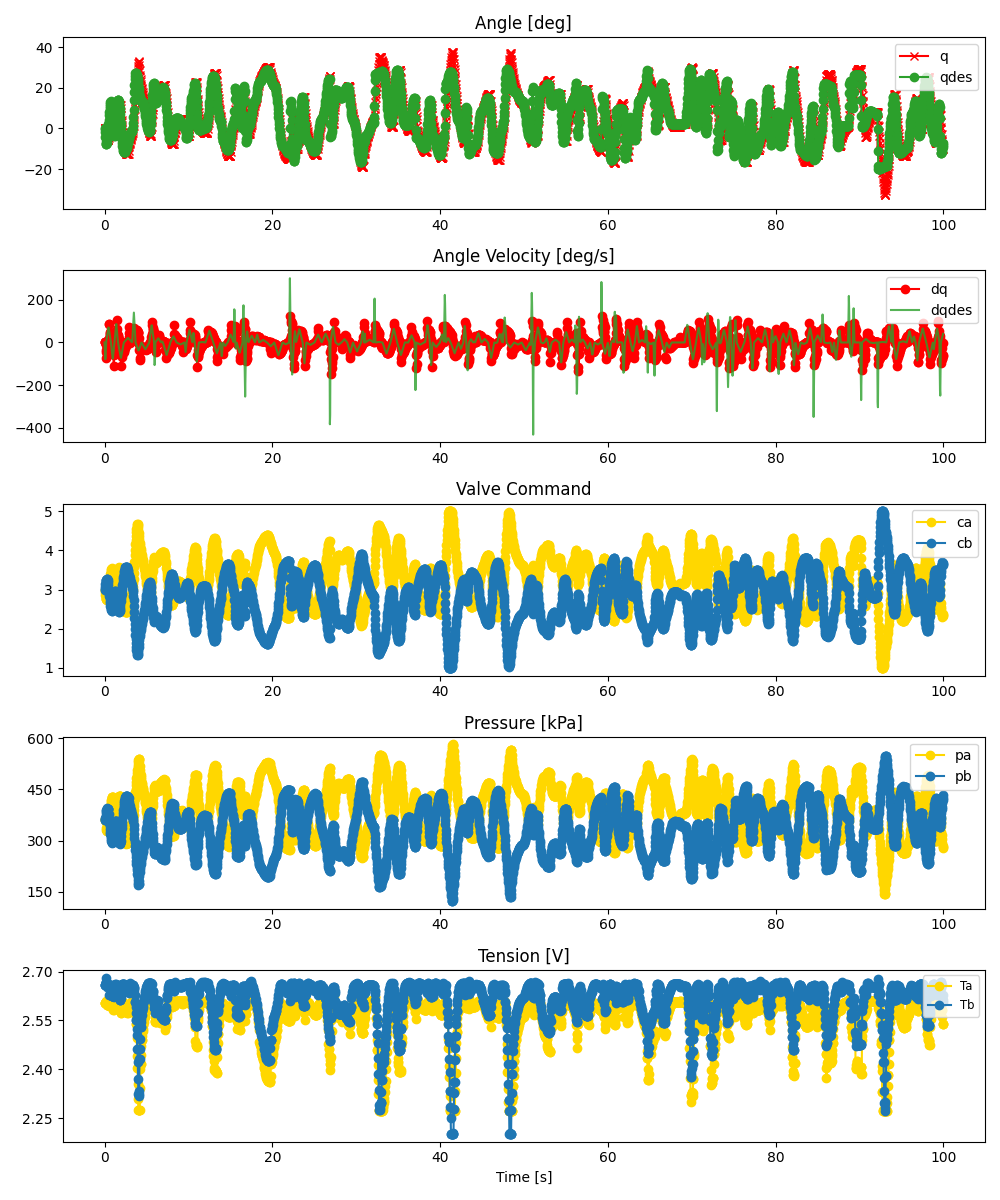 Angle [deg]
40
20
0
−20
q
qdes
0 20 40 60 80 100
Angle Velocity [deg/s]
200
0
−200
−400
dq
dqdes
0 20 40 60 80 100
Valve Command
5
4
3
2
1
ca
cb
0 20 40 60 80 100
Pressure [kPa]
600
450
300
150
pa
pb
0 20 40 60 80 100
Tension [V]
2.70
2.55
2.40
2.25
Ta
Tb
0 20 40 60 80 100
Time [s]